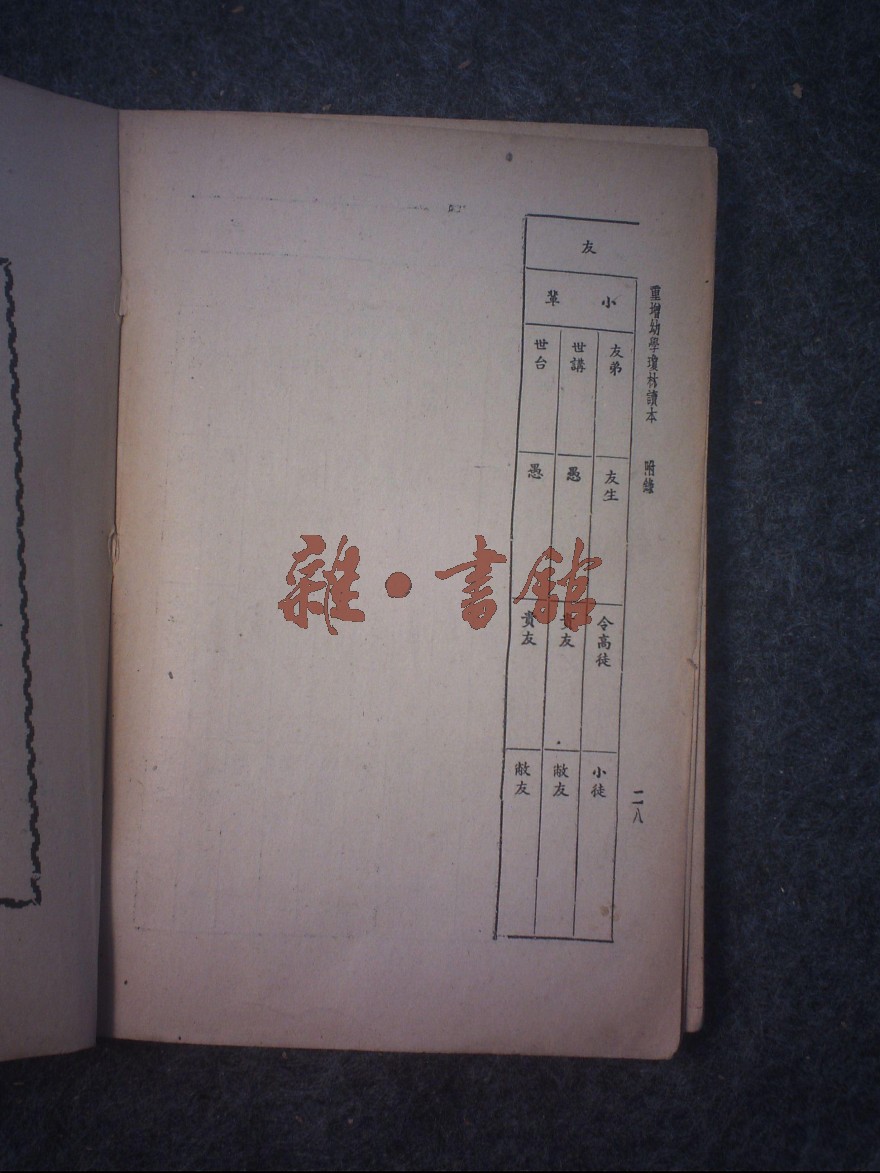 重增幼學瓊林讀本 附錄 二八
友
小輩
友弟 友生 令高徒 小徒
世講 愚 貴友 敝友
世台 愚 貴友 敝友
雜·書館